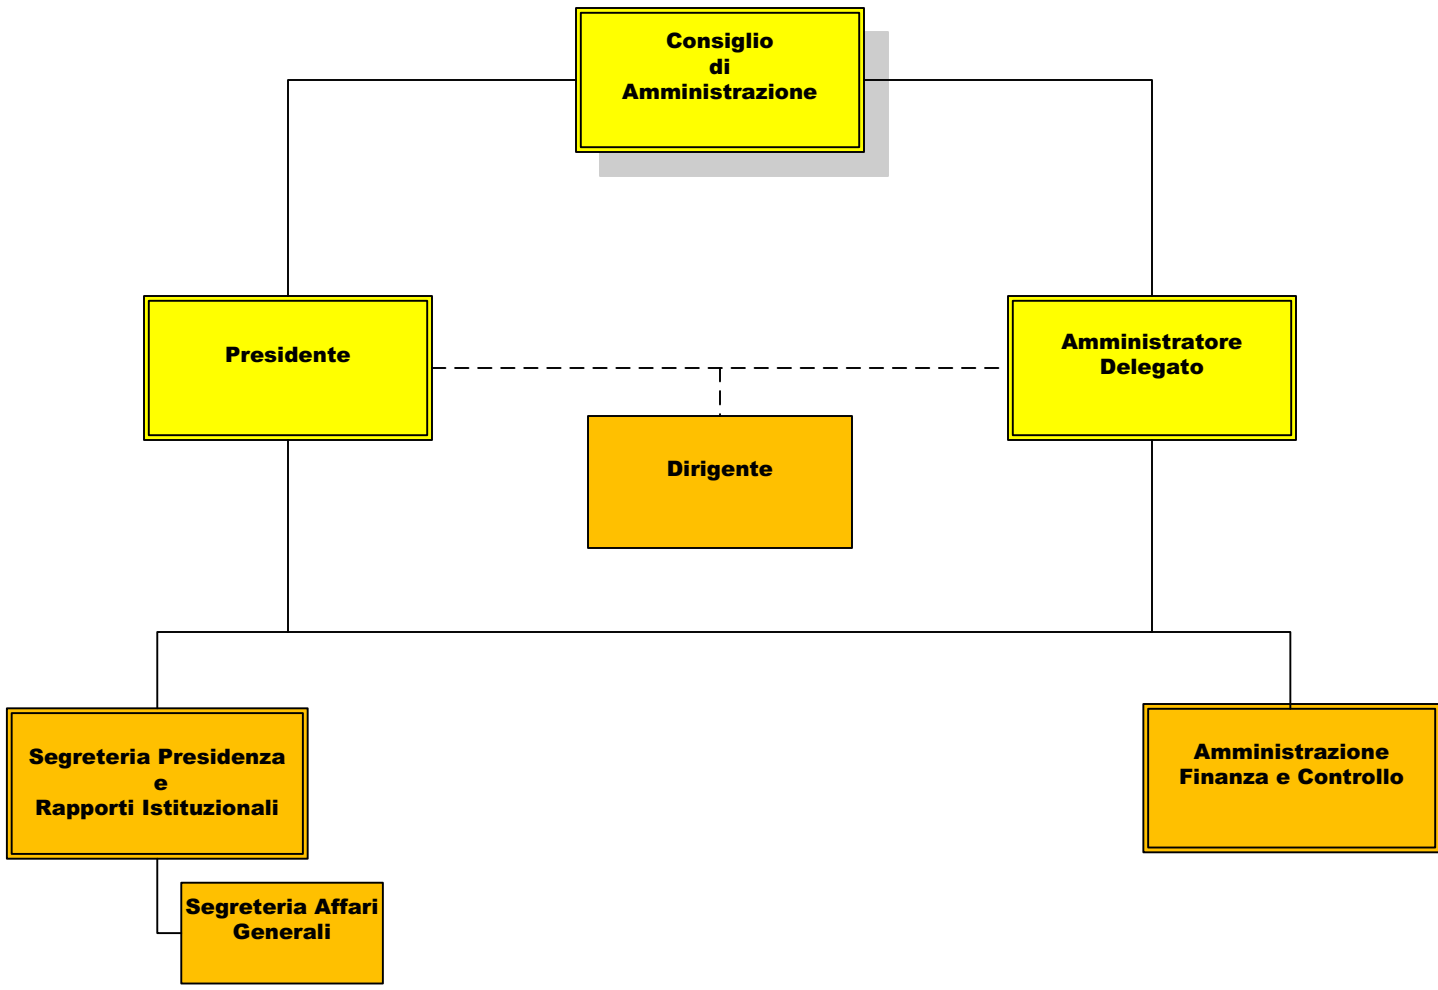 Consiglio
di
Amministrazione
Presidente
Amministratore
Delegato
Dirigente
Segreteria Presidenza
e
Rapporti Istituzionali
Amministrazione
Finanza e Controllo
Segreteria Affari
Generali